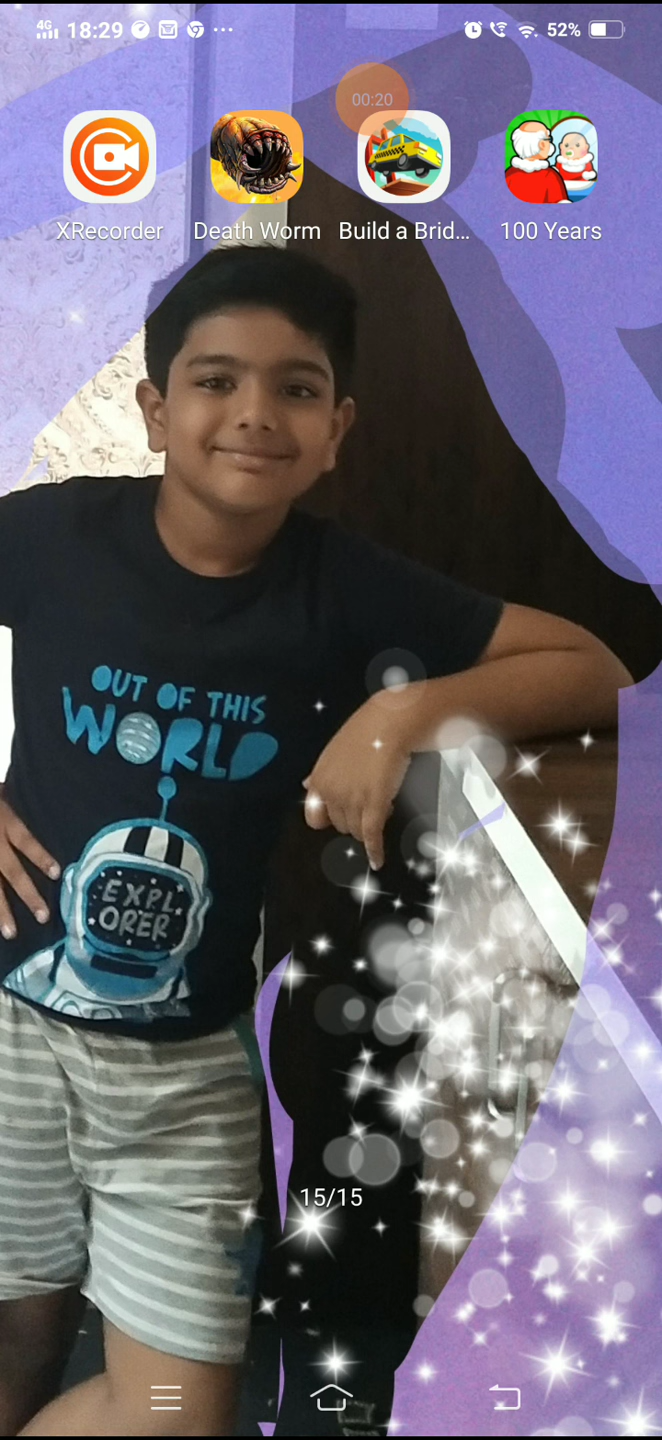 4G 18:29 ... 52%
00:20
XRecorder Death Worm Build a Brid... 100 Years
OUT OF THIS
WORLD
EXPL
ORER
15/15